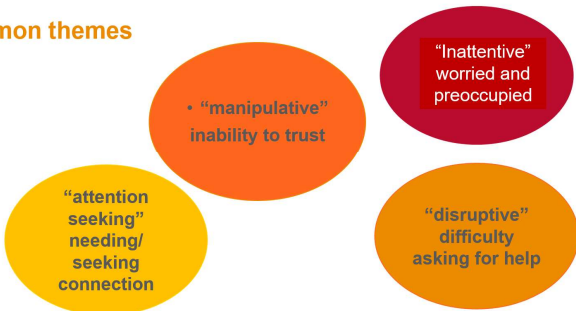 mon themes
“Inattentive”
worried and
preoccupied
• “manipulative”
inability to trust
“attention
seeking”
needing/
seeking
connection
“disruptive”
difficulty
asking for help